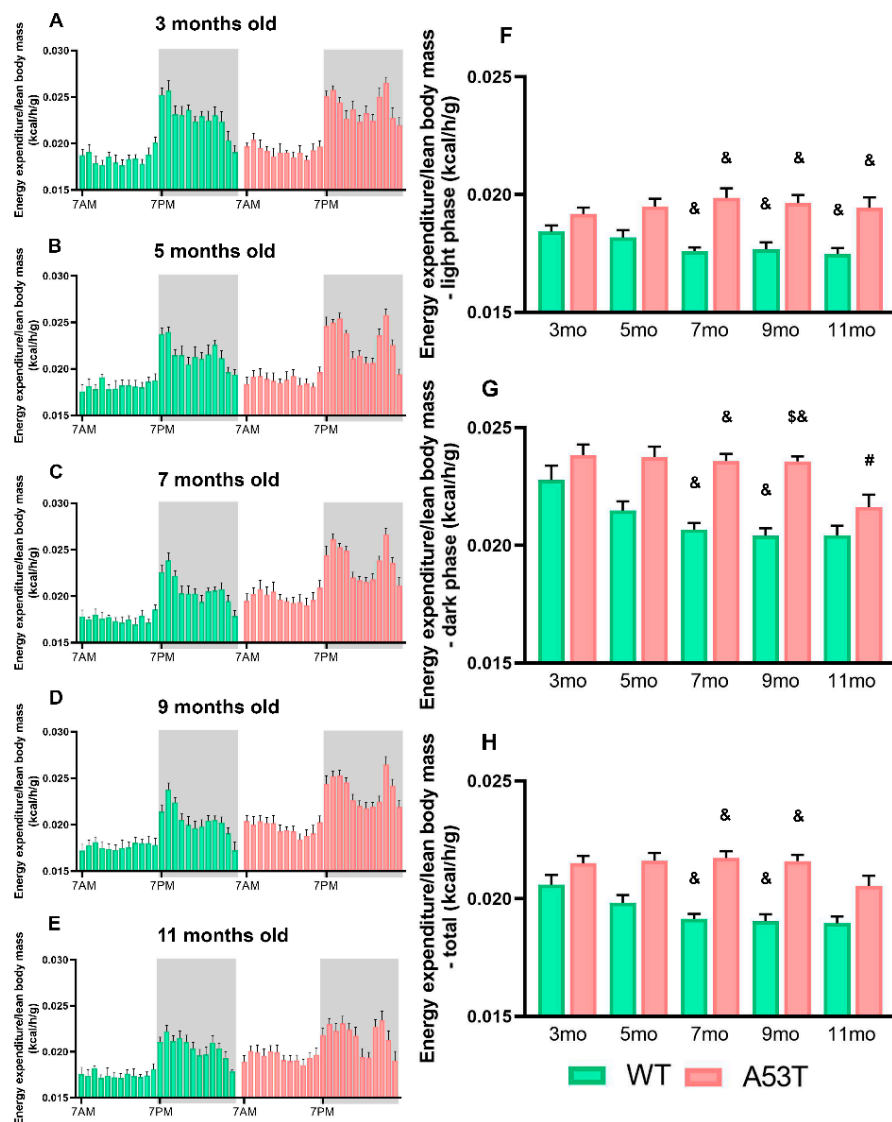 A
3 months old
Energy expenditure/lean body mass
(kcal/h/g)
0.030
0.025
0.020
0.015
7AM
7PM
7AM
7PM
B
5 months old
Energy expenditure/lean body mass
(kcal/h/g)
0.030
0.025
0.020
0.015
7AM
7PM
7AM
7PM
C
7 months old
Energy expenditure/lean body mass
(kcal/h/g)
0.030
0.025
0.020
0.015
7AM
7PM
7AM
7PM
D
9 months old
Energy expenditure/lean body mass
(kcal/h/g)
0.030
0.025
0.020
0.015
7AM
7PM
7AM
7PM
E
11 months old
Energy expenditure/lean body mass
(kcal/h/g)
0.030
0.025
0.020
0.015
7AM
7PM
7AM
7PM
F
Energy expenditure/lean body mass
- light phase (kcal/h/g)
0.025
0.020
0.015
& & &
& & &
3mo 5mo 7mo 9mo 11mo
G
Energy expenditure/lean body mass
- dark phase (kcal/h/g)
0.025
0.020
0.015
& $& #
& &
3mo 5mo 7mo 9mo 11mo
H
Energy expenditure/lean body mass
- total (kcal/h/g)
0.025
0.020
0.015
& &
& &
3mo 5mo 7mo 9mo 11mo
WT A53T